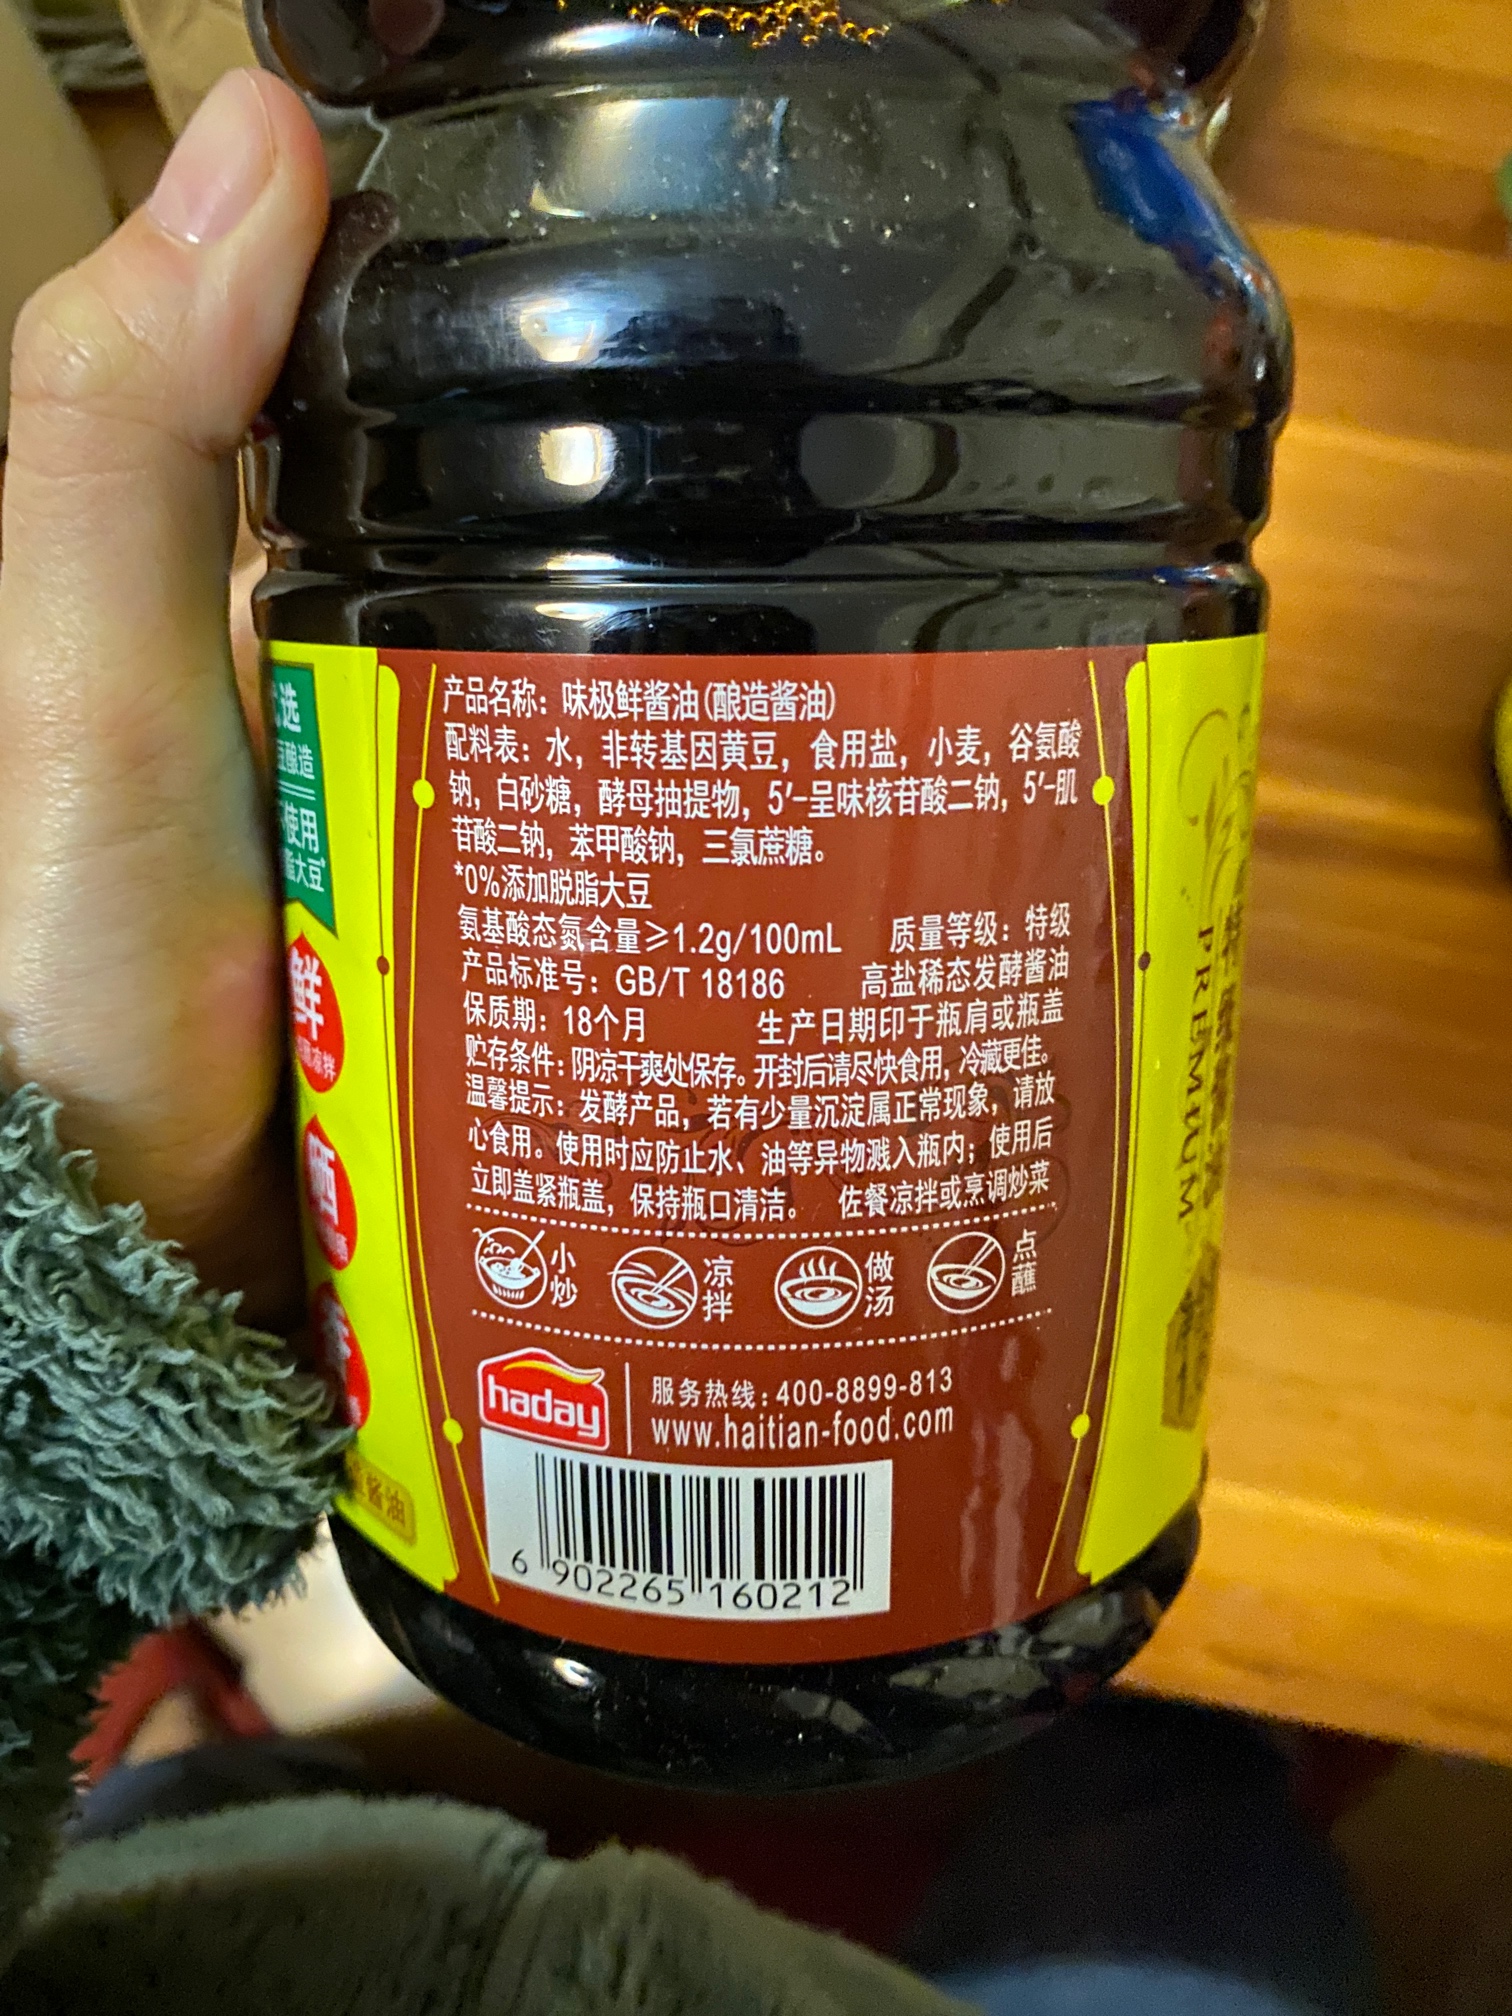 产品名称：味极鲜酱油(酿造酱油)
配料表：水，非转基因黄豆，食用盐，小麦，谷氨酸
钠，白砂糖，酵母抽提物，5′-呈味核苷酸二钠，5′-肌
苷酸二钠，苯甲酸钠，三氯蔗糖。
*0%添加脱脂大豆
氨基酸态氮含量≥1.2g/100mL 质量等级：特级
产品标准号：GB/T 18186 高盐稀态发酵酱油
保质期：18个月 生产日期印于瓶肩或瓶盖
贮存条件：阴凉干爽处保存。开封后请尽快食用，冷藏更佳。
温馨提示：发酵产品，若有少量沉淀属正常现象，请放
心食用。使用时应防止水、油等异物溅入瓶内；使用后
立即盖紧瓶盖，保持瓶口清洁。 佐餐凉拌或烹调炒菜
小炒 凉拌 做汤 点蘸
haday
服务热线：400-8899-813
www.haitian-food.com
6 902265 160212
选
酿造
使用
大豆
鲜
凉拌
晒
酱油
PREMIUM